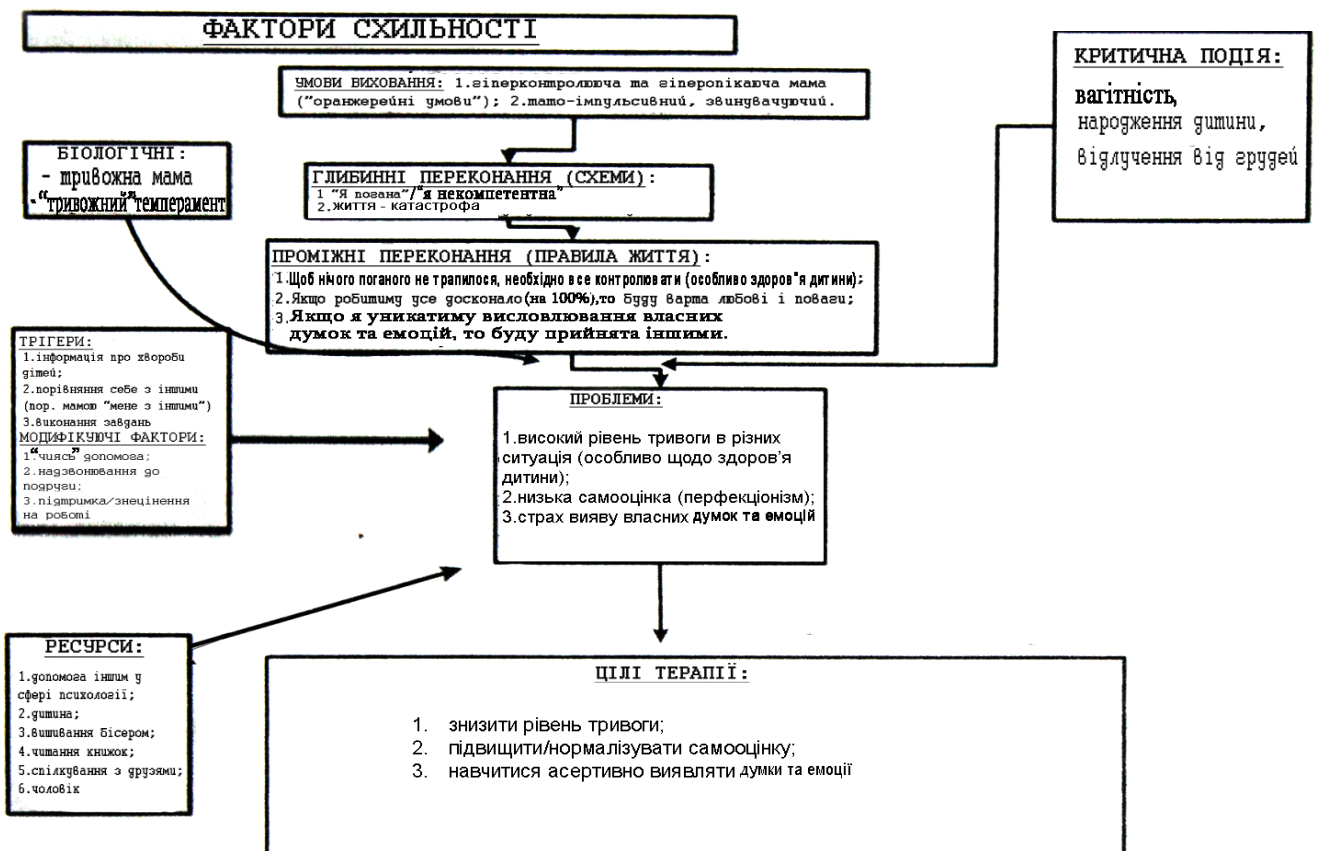 ФАКТОРИ СХИЛЬНОСТІ
УМОВИ ВИХОВАННЯ: 1.гіперконтролююча та гіперопікаюча мама
("оранжерейні умови"); 2.тато-імпульсивний, звинувачуючий.
КРИТИЧНА ПОДІЯ:
вагітність,
народження дитини,
відлучення від грудей
БІОЛОГІЧНІ:
- тривожна мама
-"тривожний"темперамент
ГЛИБИННІ ПЕРЕКОНАННЯ (СХЕМИ):
1 "Я погана"/"я некомпетентна"
2.життя - катастрофа
ПРОМІЖНІ ПЕРЕКОНАННЯ (ПРАВИЛА ЖИТТЯ):
1.Щоб нічого поганого не трапилося, необхідно все контролювати (особливо здоров"я дитини);
2.Якщо робитиму усе досконало(на 100%),то буду варта любові і поваги;
3.Якщо я уникатиму висловлювання власних
думок та емоцій, то буду прийнята іншими.
ТРІГЕРИ:
1.інформація про хвороби
дітей;
2.порівняння себе з іншими
(пор. мамою "мене з іншими")
3.виконання завдань
МОДИФІКУЮЧІ ФАКТОРИ:
1."чиясь" допомога;
2.надзвонювання до
подруги;
3.підтримка/знецінення
на роботі
ПРОБЛЕМИ:
1.високий рівень тривоги в різних
ситуація (особливо щодо здоров'я
дитини);
2.низька самооцінка (перфекціонізм);
3.страх вияву власних думок та емоцій
РЕСУРСИ:
1.допомога іншим у
сфері психології;
2.дитина;
3.вишивання бісером;
4.читання книжок;
5.спілкування з друзями;
6.чоловік
ЦІЛІ ТЕРАПІЇ:
1. знизити рівень тривоги;
2. підвищити/нормалізувати самооцінку;
3. навчитися асертивно виявляти думки та емоції